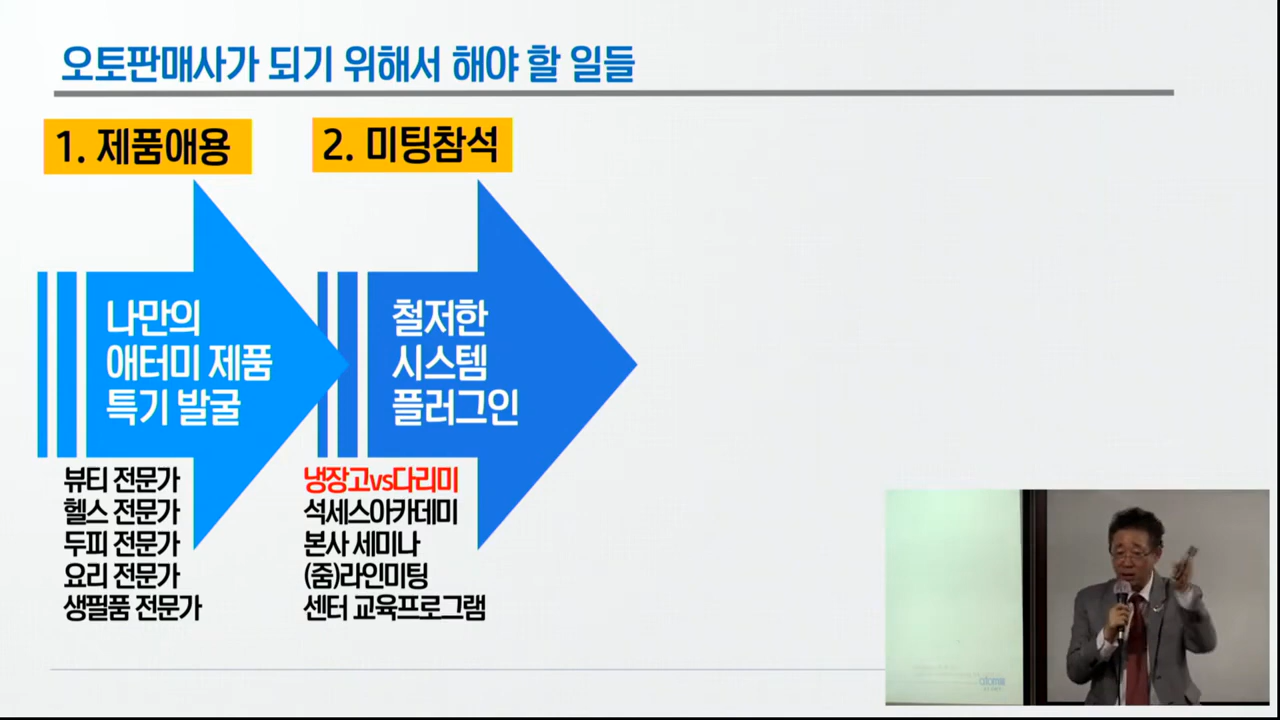 오토판매사가 되기 위해서 해야 할 일들
1. 제품애용
나만의
애터미 제품
특기 발굴
뷰티 전문가
헬스 전문가
두피 전문가
요리 전문가
생필품 전문가
2. 미팅참석
철저한
시스템
플러그인
냉장고vs다리미
석세스아카데미
본사 세미나
(줌)라인미팅
센터 교육프로그램
atomii